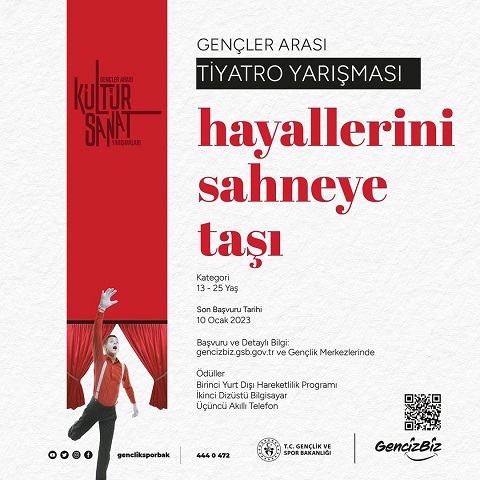 GENÇLER ARASI
KÜLTÜR
SANAT
YARIŞMALARI
GENÇLER ARASI
TİYATRO YARIŞMASI
hayallerini
sahneye
taşı
Kategori
13 - 25 Yaş
Son Başvuru Tarihi
10 Ocak 2023
Başvuru ve Detaylı Bilgi:
gencizbiz.gsb.gov.tr ve Gençlik Merkezlerinde
Ödüller
Birinci Yurt Dışı Hareketlilik Programı
İkinci Dizüstü Bilgisayar
Üçüncü Akıllı Telefon
gencliksporbak
444 0 472
T.C. GENÇLİK VE
SPOR BAKANLIĞI
GencizBiz